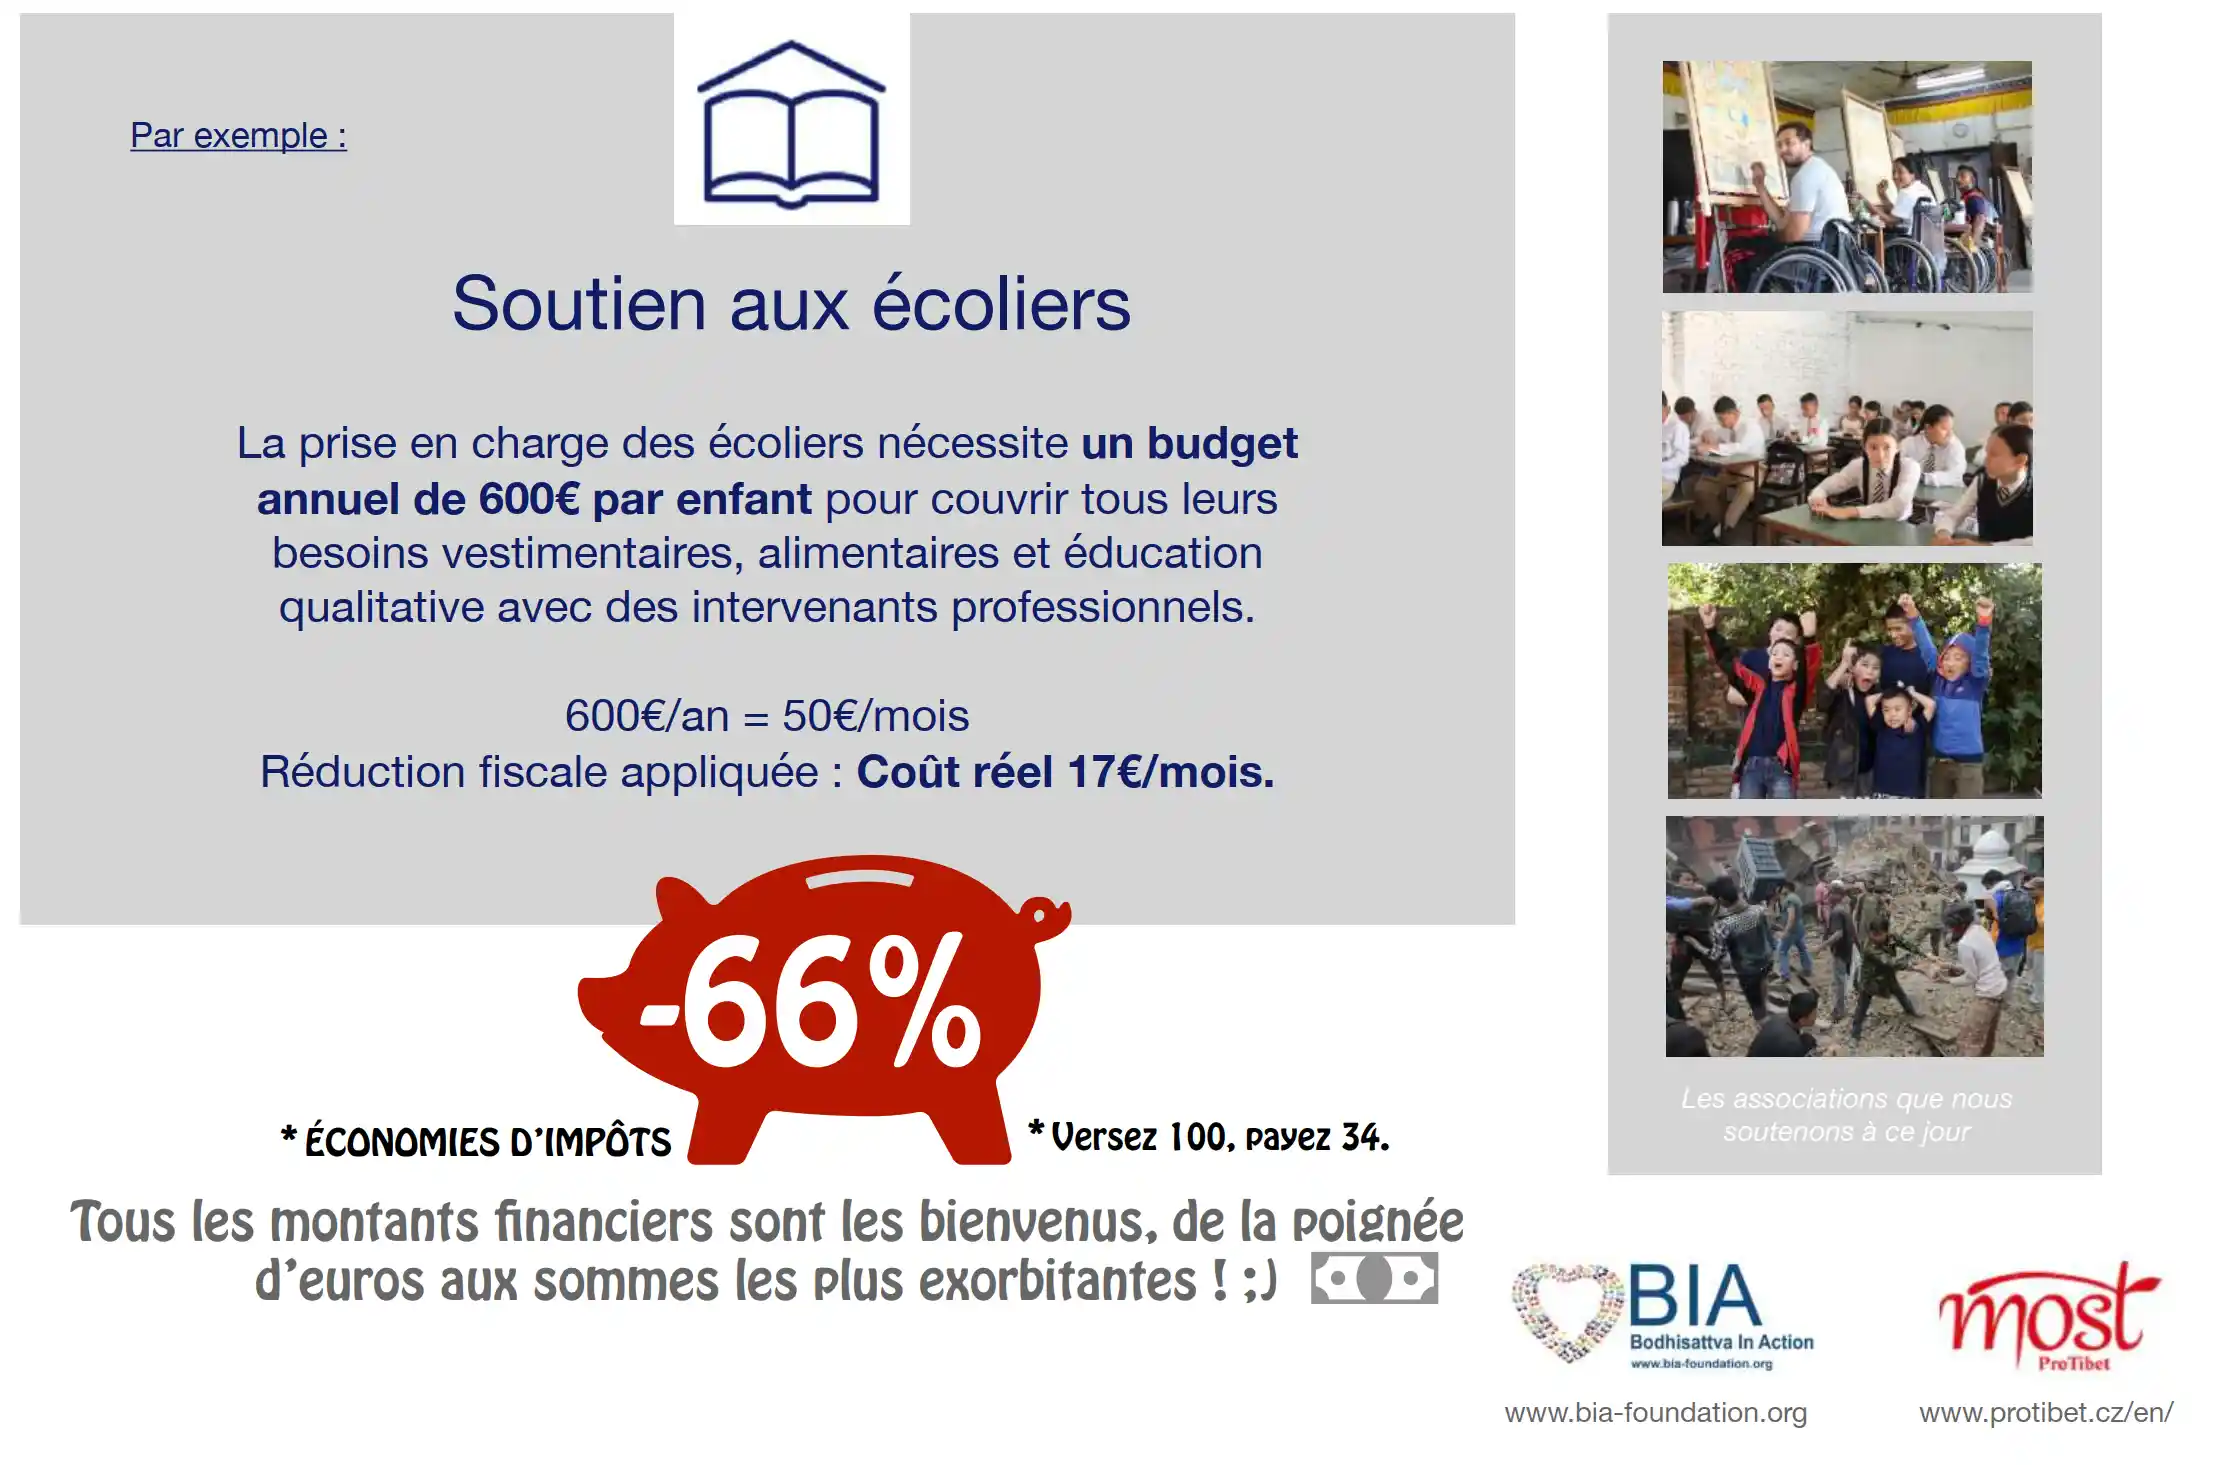 Par exemple :
Soutien aux écoliers
La prise en charge des écoliers nécessite un budget
annuel de 600€ par enfant pour couvrir tous leurs
besoins vestimentaires, alimentaires et éducation
qualitative avec des intervenants professionnels.
600€/an = 50€/mois
Réduction fiscale appliquée : Coût réel 17€/mois.
-66%
* ÉCONOMIES D'IMPÔTS
* Versez 100, payez 34.
Tous les montants financiers sont les bienvenus, de la poignée
d'euros aux sommes les plus exorbitantes ! ;)
Les associations que nous
soutenons à ce jour
BIA
Bodhisattva In Action
www.bia-foundation.org
www.bia-foundation.org
most
ProTibet
www.protibet.cz/en/